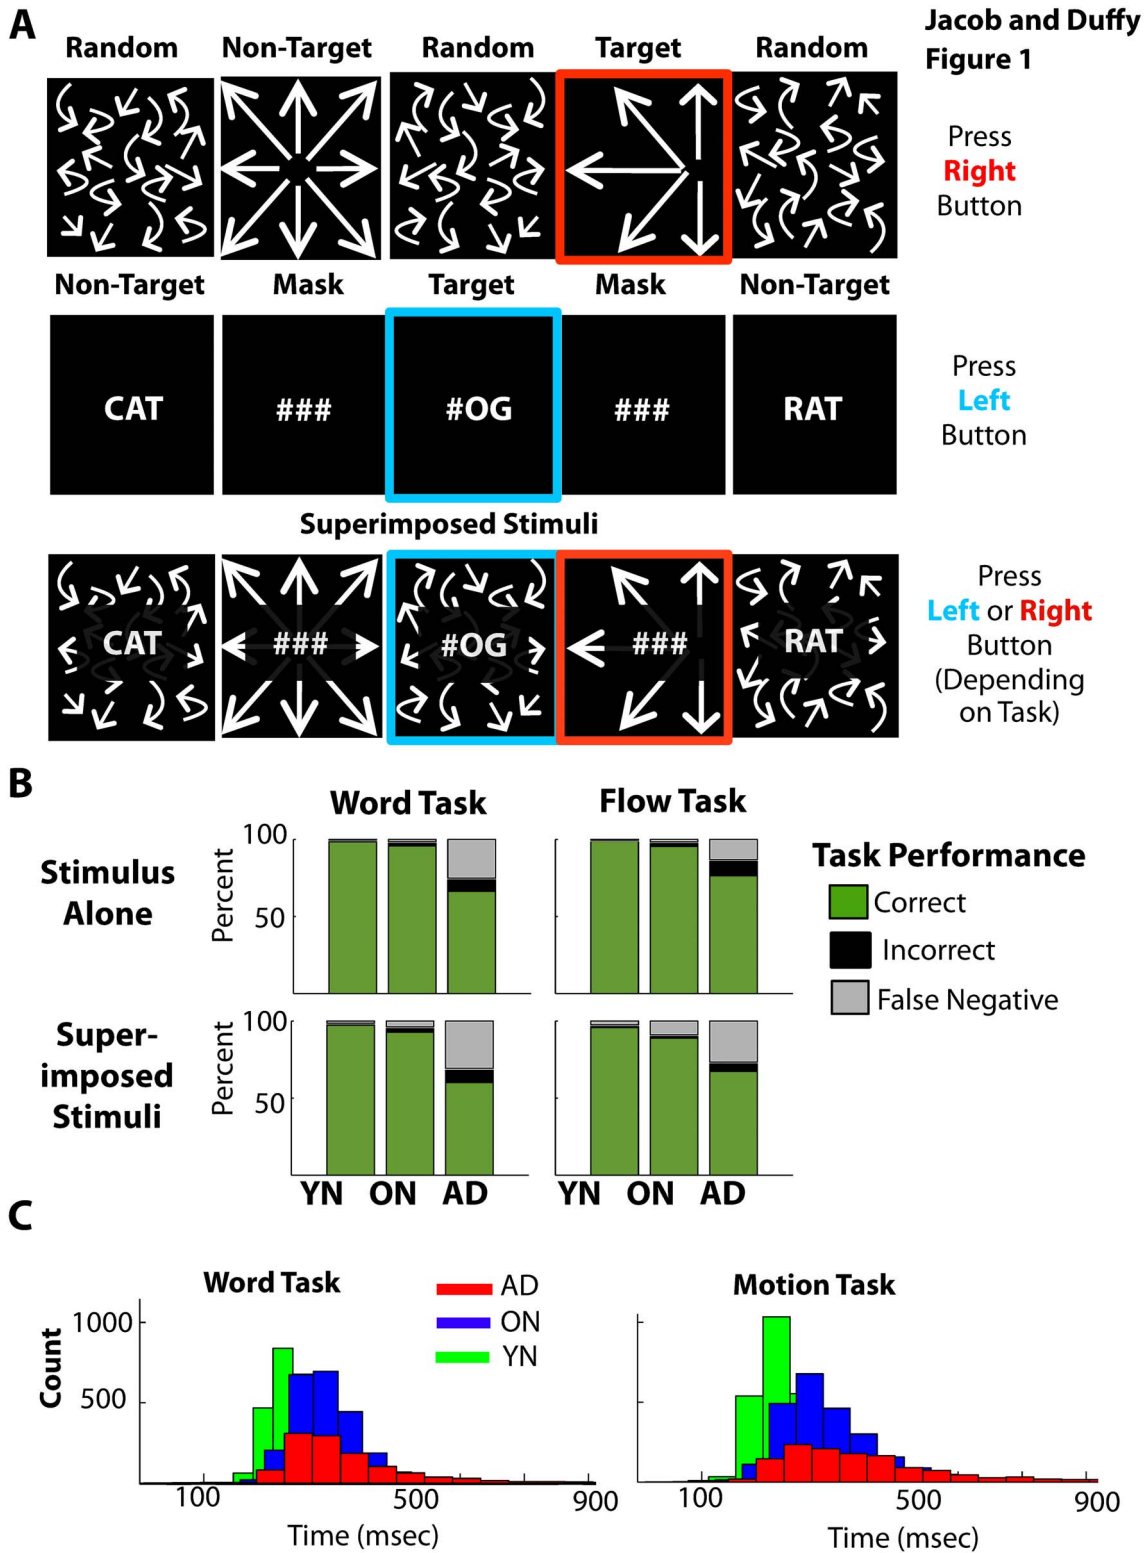 A
Jacob and Duffy
Figure 1
Random Non-Target Random Target Random
Press
Right
Button
Non-Target Mask Target Mask Non-Target
CAT ### #OG ### RAT
Press
Left
Button
Superimposed Stimuli
CAT ### #OG ### RAT
Press
Left or Right
Button
(Depending
on Task)
B
Word Task Flow Task
Stimulus
Alone
Percent
100
50
Task Performance
Correct
Incorrect
False Negative
Super-
imposed
Stimuli
Percent
100
50
YN ON AD YN ON AD
C
Word Task
AD
ON
YN
Motion Task
Count
1000
500
100 500 900 100 500 900
Time (msec) Time (msec)